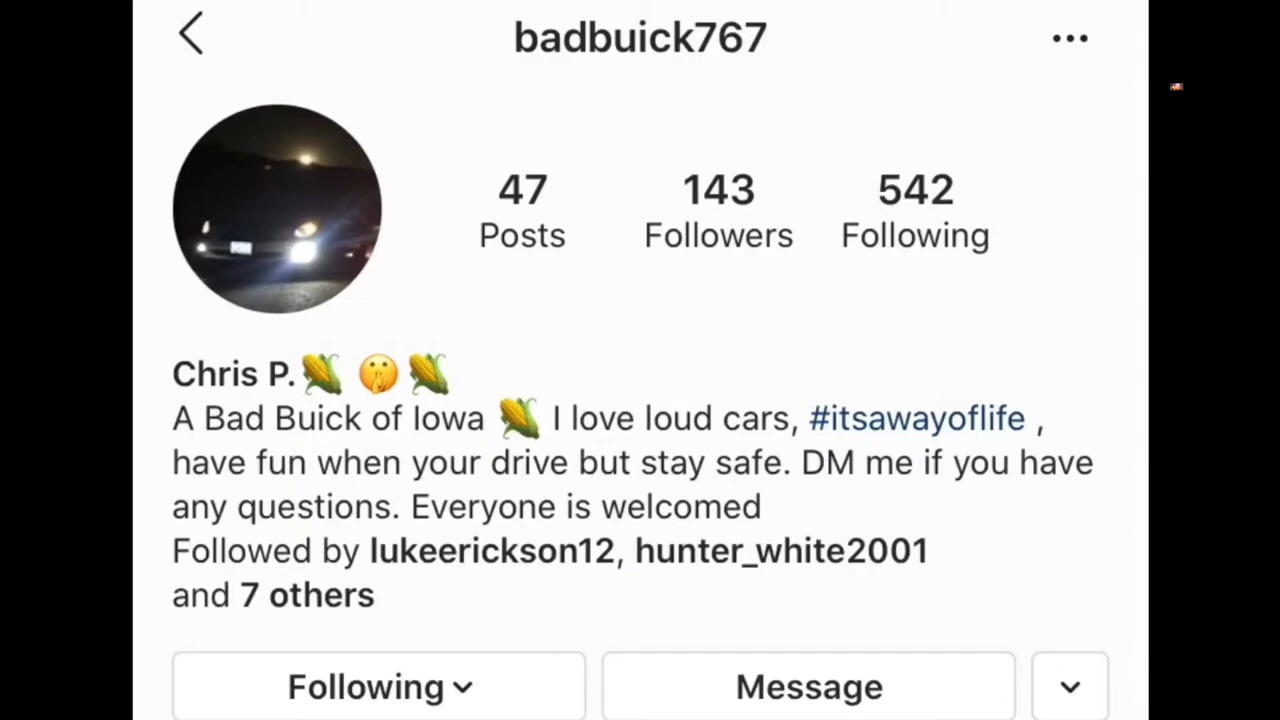 badbuick767
47 143 542
Posts Followers Following
Chris P.🌽 🤫 🌽
A Bad Buick of Iowa 🌽 I love loud cars, #itsawayoflife ,
have fun when your drive but stay safe. DM me if you have
any questions. Everyone is welcomed
Followed by lukeerickson12, hunter_white2001
and 7 others
Following Message